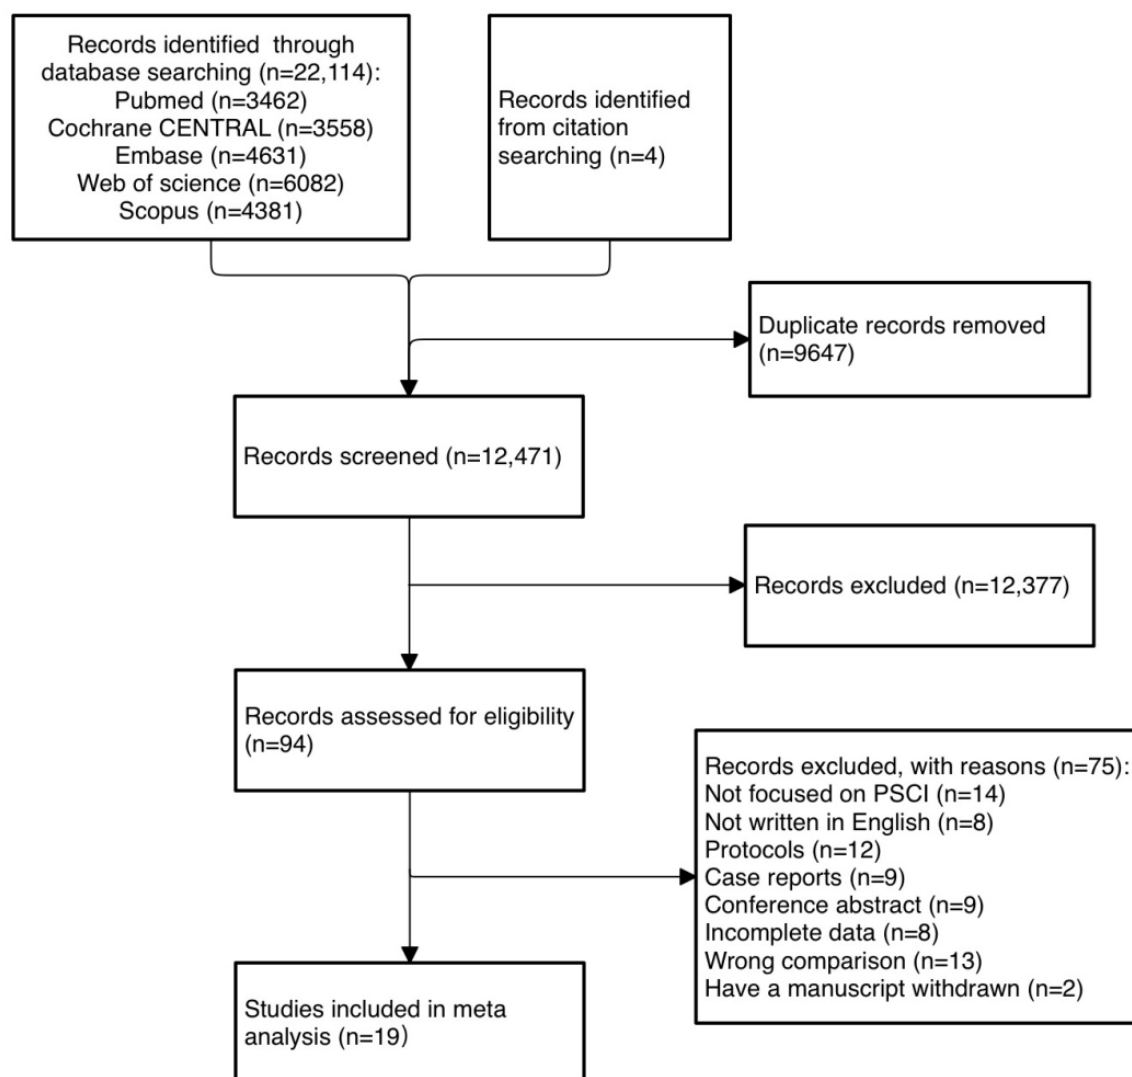 Records identified through
database searching (n=22,114):
Pubmed (n=3462)
Cochrane CENTRAL (n=3558)
Embase (n=4631)
Web of science (n=6082)
Scopus (n=4381)
Records identified
from citation
searching (n=4)
Duplicate records removed
(n=9647)
Records screened (n=12,471)
Records excluded (n=12,377)
Records assessed for eligibility
(n=94)
Records excluded, with reasons (n=75):
Not focused on PSCI (n=14)
Not written in English (n=8)
Protocols (n=12)
Case reports (n=9)
Conference abstract (n=9)
Incomplete data (n=8)
Wrong comparison (n=13)
Have a manuscript withdrawn (n=2)
Studies included in meta
analysis (n=19)